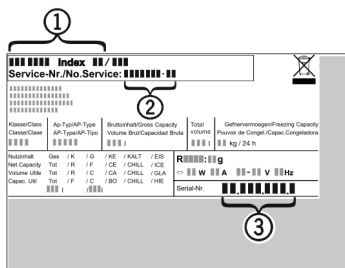 1
Index /
Service-Nr./No.Service: -
2
Klasse/Class Ap-Typ/AP-Type Bruttoinhalt/Gross Capacity Total Gefriervermoegen/Freezing Capacity
Classe/Clase AP-Type/AP-Tipo Volume Brut/Capacidad Bruta volume Pouvoir de Congel./Capac.Congeladora
l l kg / 24 h
Nutzinhalt Ges / K / G / KE / KALT / EIS
Net.Capacity Tot / R / F / CE / CHILL / ICE
Volume Utile Tot / R / C / CA / CHILL / GLA
Capac. Util Tot / F / C / BO / CHILL / HIE
l / l
R : g
W A - V Hz
Serial-Nr. . . .
3